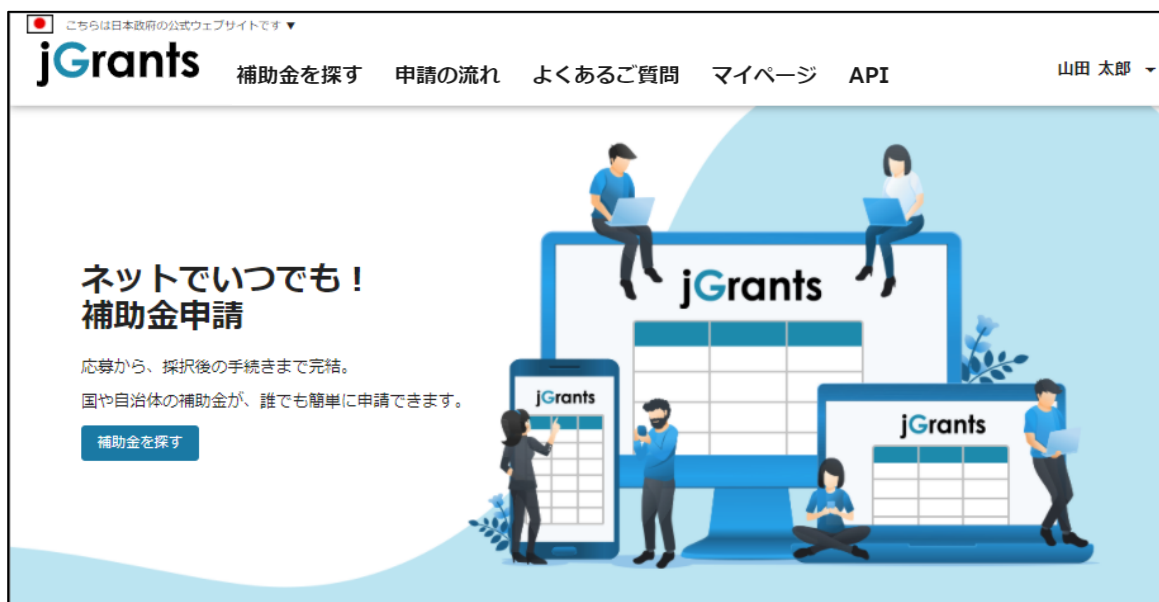 こちらは日本政府の公式ウェブサイトです ▼
jGrants
補助金を探す 申請の流れ よくあるご質問 マイページ API
山田 太郎
ネットでいつでも！
補助金申請
応募から、採択後の手続きまで完結。
国や自治体の補助金が、誰でも簡単に申請できます。
補助金を探す
jGrants
jGrants
jGrants